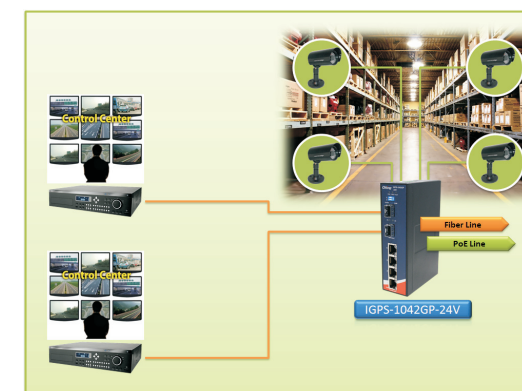 Control Center
Control Center
Fiber Line
PoE Line
IGPS-1042GP-24V